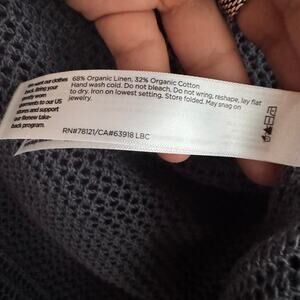 want our clothes
back. Bring your
gently worn
garments to our US
stores and support
our Renew take-
back program.
68% Organic Linen, 32% Organic Cotton
Hand wash cold. Do not bleach. Do not wring, reshape, lay flat
to dry. Iron on lowest setting. Store folded. May snag on
jewelry.
RN#78121/CA#63918 LBC